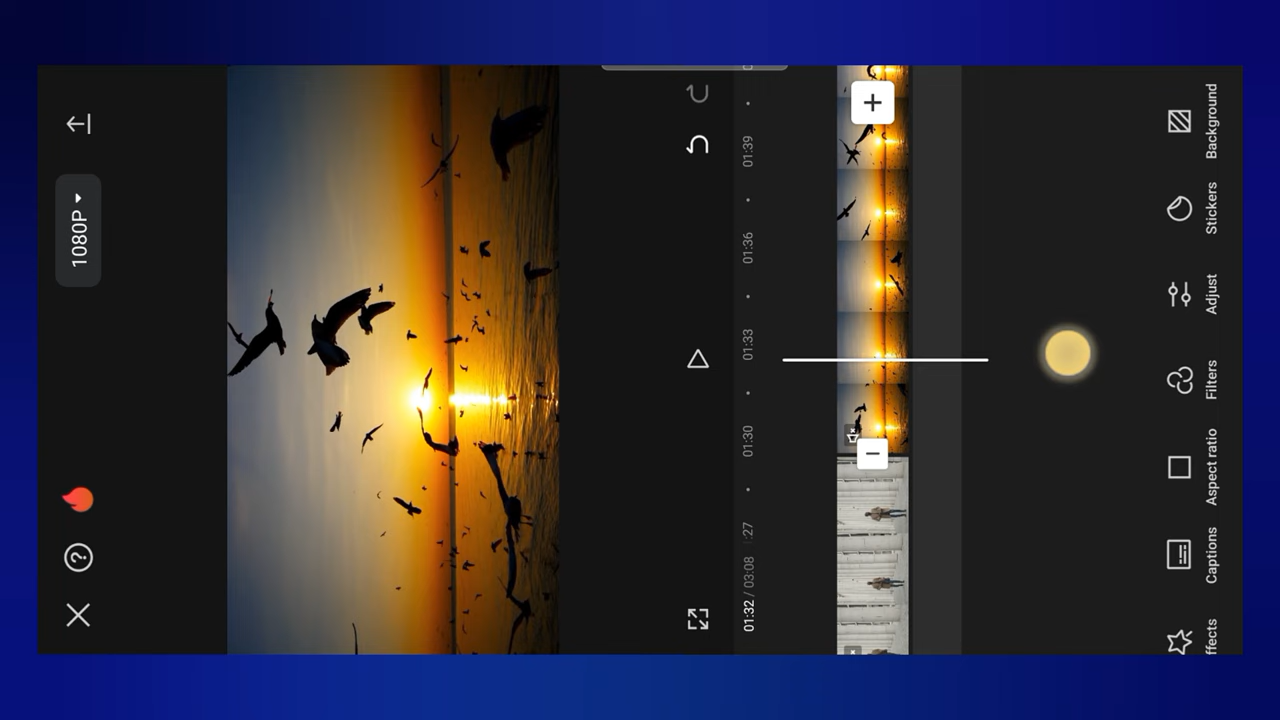 1080P
01:32 / 03:08
:27
01:30
01:33
01:36
01:39
ffects
Captions
Aspect ratio
Filters
Adjust
Stickers
Background